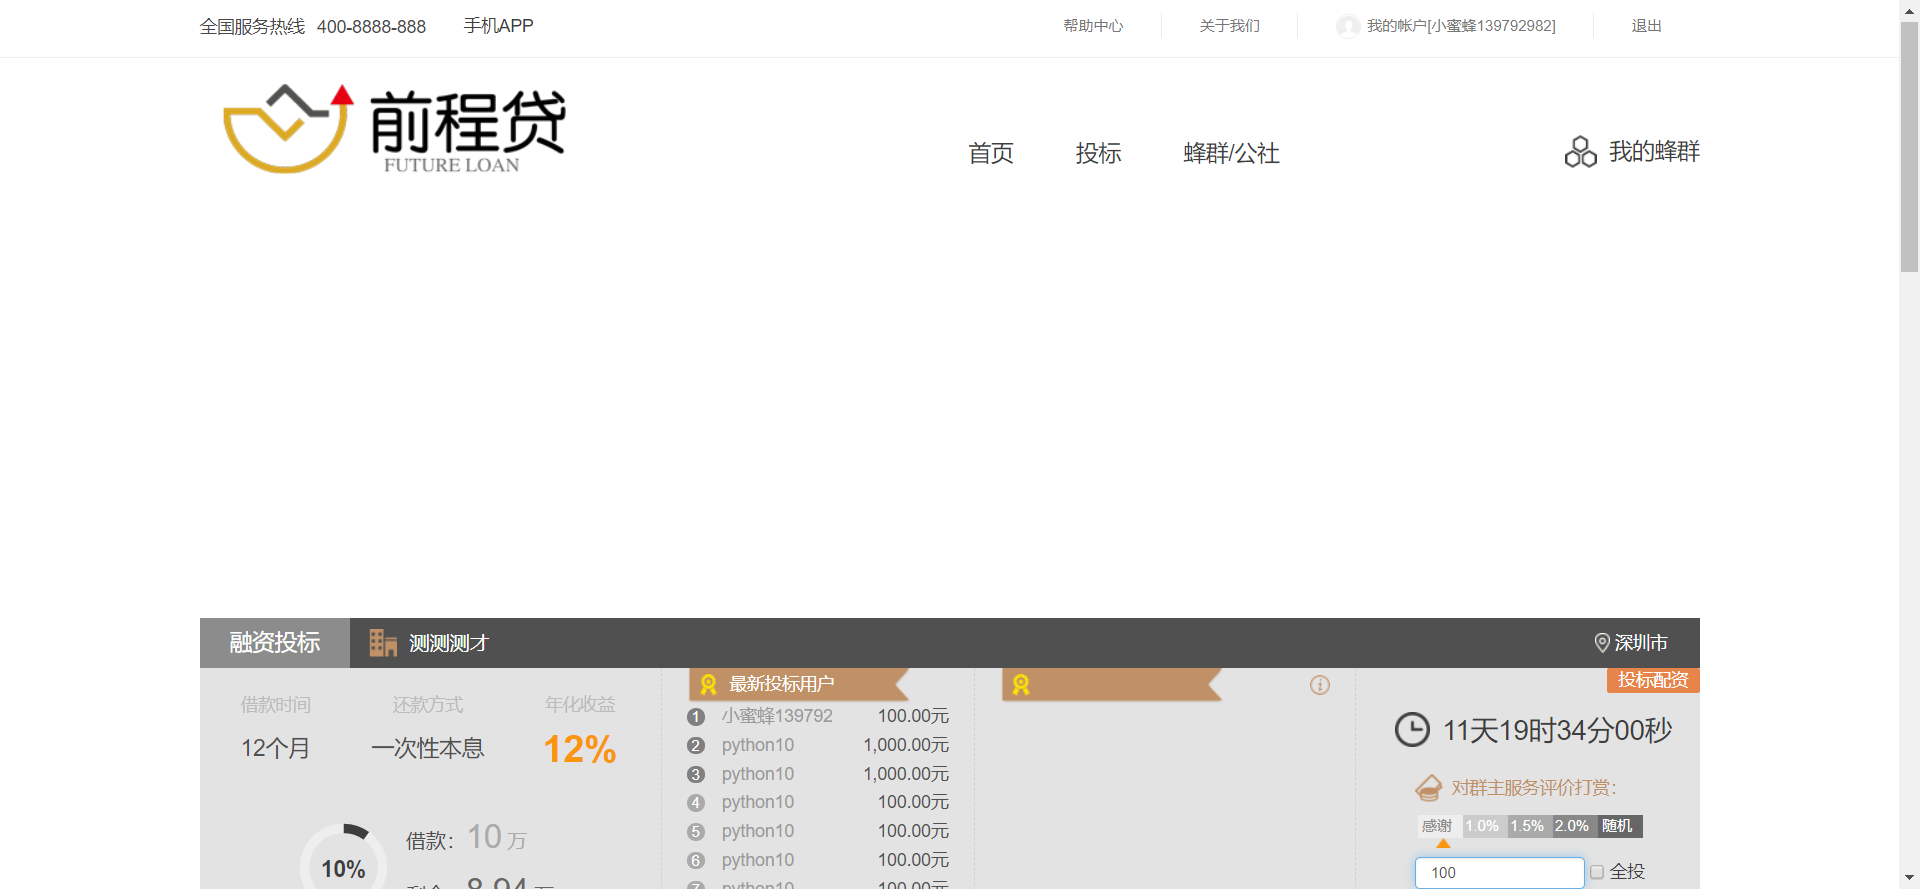 全国服务热线 400-8888-888 手机APP 帮助中心 关于我们 我的帐户[小蜜蜂139792982] 退出
前程贷
FUTURE LOAN
首页 投标 蜂群/公社 我的蜂群
融资投标 测测测才 深圳市
借款时间 还款方式 年化收益
12个月 一次性本息 12%
10%
借款： 10 万
剩余： 8.94 万
最新投标用户
1 小蜜蜂139792 100.00元
2 python10 1,000.00元
3 python10 1,000.00元
4 python10 100.00元
5 python10 100.00元
6 python10 100.00元
7 python10 100.00元
投标配资
11天19时34分00秒
对群主服务评价打赏：
感谢 1.0% 1.5% 2.0% 随机
100 全投